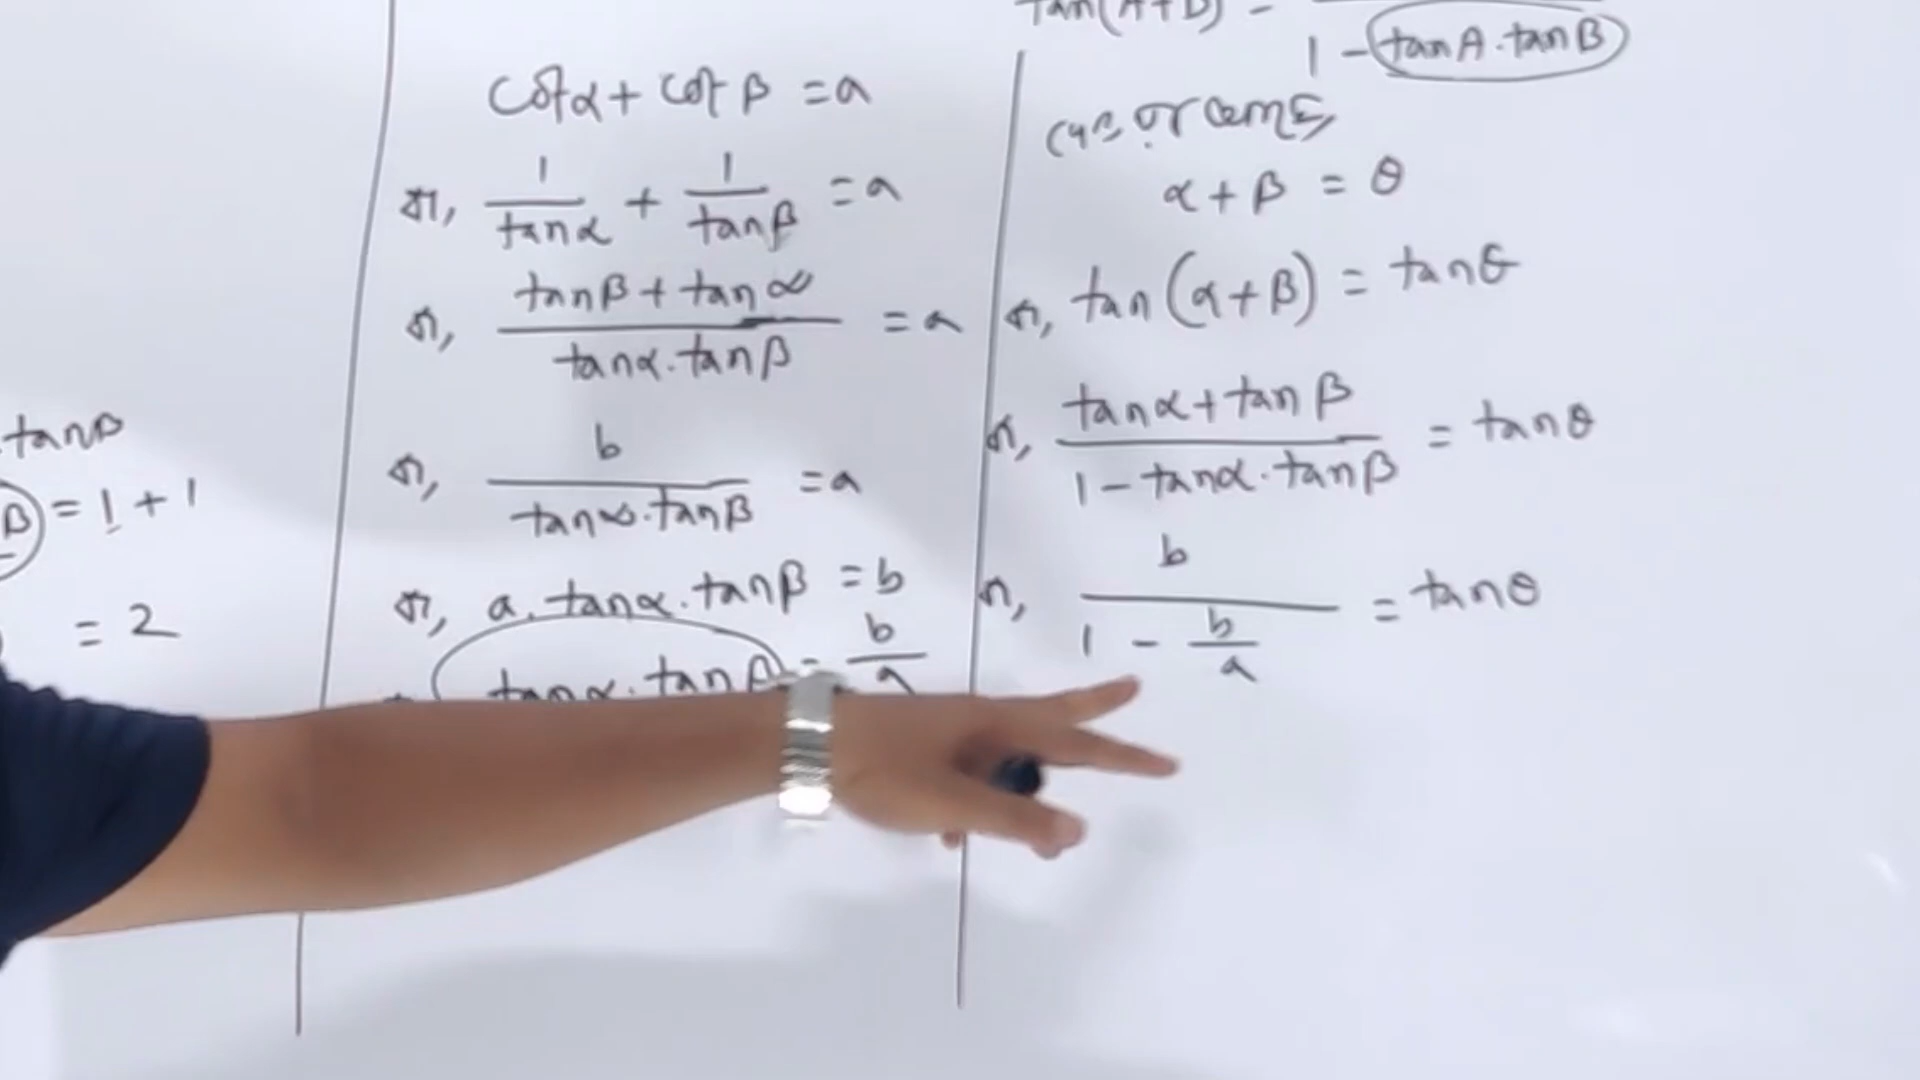 tanβ
β = 1 + 1
= 2
cotα + cotβ = a
বা, 1/tanα + 1/tanβ = a
বা, (tanβ + tanα)/(tanα.tanβ) = a
বা, b/(tanα.tanβ) = a
বা, a.tanα.tanβ = b
tanα.tanβ = b/a
tan(A+B) =
1 - tanA.tanB
α + β = θ
বা, tan(α+β) = tanθ
বা, (tanα + tanβ)/(1 - tanα.tanβ) = tanθ
বা, b/(1 - b/a) = tanθ